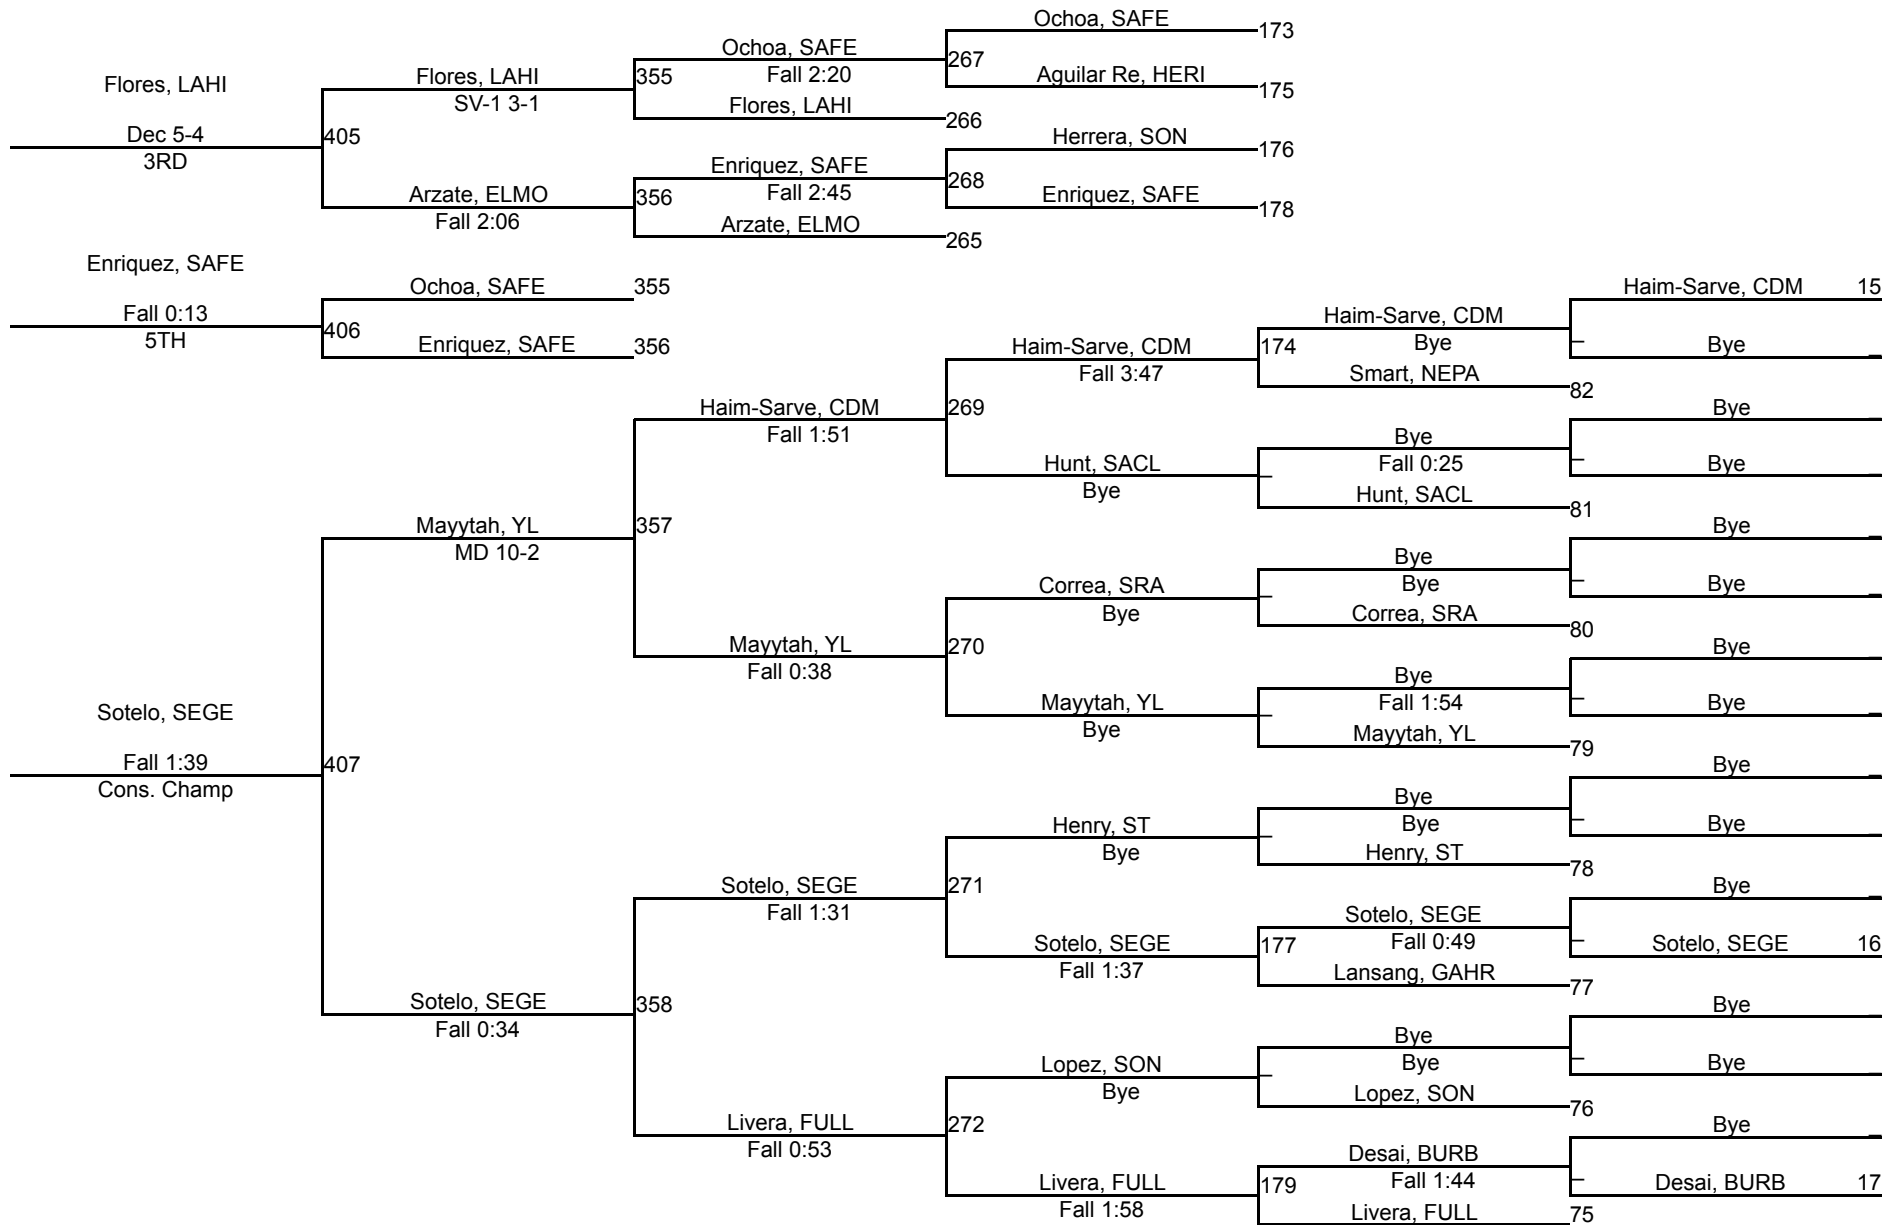 Ochoa, SAFE
173
Ochoa, SAFE
267
Fall 2:20
Aguilar Re, HERI
175
Flores, LAHI
Flores, LAHI
355
SV-1 3-1
Flores, LAHI
266
Dec 5-4
405
3RD
Herrera, SON
176
Enriquez, SAFE
268
Fall 2:45
Arzate, ELMO
356
Fall 2:06
Enriquez, SAFE
178
Arzate, ELMO
265
Enriquez, SAFE
Ochoa, SAFE
355
Fall 0:13
406
5TH
Enriquez, SAFE
356
Haim-Sarve, CDM
15
Haim-Sarve, CDM
Bye
Bye
Haim-Sarve, CDM
174
Fall 3:47
Smart, NEPA
82
Haim-Sarve, CDM
269
Fall 1:51
Bye
Bye
Fall 0:25
Bye
Hunt, SACL
Bye
Hunt, SACL
81
Mayytah, YL
357
MD 10-2
Bye
Bye
Bye
Bye
Correa, SRA
Bye
Correa, SRA
80
Mayytah, YL
270
Fall 0:38
Bye
Bye
Fall 1:54
Bye
Mayytah, YL
Bye
Mayytah, YL
79
Sotelo, SEGE
Fall 1:39
407
Cons. Champ
Bye
Bye
Bye
Bye
Henry, ST
Bye
Henry, ST
78
Sotelo, SEGE
271
Fall 1:31
Bye
Sotelo, SEGE
Fall 0:49
Sotelo, SEGE
16
Sotelo, SEGE
177
Fall 1:37
Lansang, GAHR
77
Sotelo, SEGE
358
Fall 0:34
Bye
Bye
Bye
Bye
Lopez, SON
Bye
Lopez, SON
76
Livera, FULL
272
Fall 0:53
Bye
Desai, BURB
Fall 1:44
Desai, BURB
17
Livera, FULL
179
Fall 1:58
Livera, FULL
75